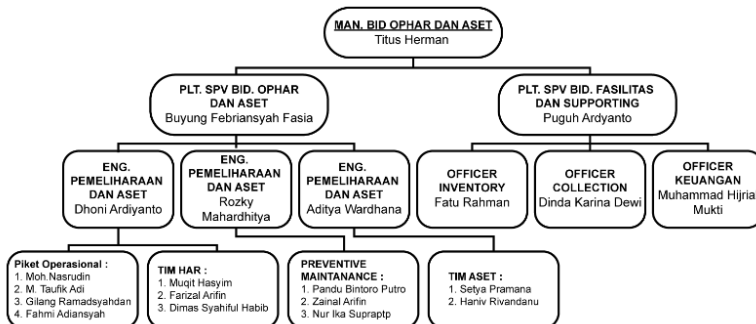 MAN. BID OPHAR DAN ASET
Titus Herman
PLT. SPV BID. OPHAR
DAN ASET
Buyung Febriansyah Fasia
PLT. SPV BID. FASILITAS
DAN SUPPORTING
Puguh Ardyanto
ENG.
PEMELIHARAAN
DAN ASET
Dhoni Ardiyanto
ENG.
PEMELIHARAAN
DAN ASET
Rozky
Mahardhitya
ENG.
PEMELIHARAAN
DAN ASET
Aditya Wardhana
OFFICER
INVENTORY
Fatu Rahman
OFFICER
COLLECTION
Dinda Karina Dewi
OFFICER
KEUANGAN
Muhammad Hijrial
Mukti
Piket Operasional :
1. Moh.Nasrudin
2. M. Taufik Adi
3. Gilang Ramadsyahdan
4. Fahmi Adiansyah
TIM HAR :
1. Muqit Hasyim
2. Farizal Arifin
3. Dimas Syahiful Habib
PREVENTIVE
MAINTANANCE :
1. Pandu Bintoro Putro
2. Zainal Arifin
3. Nur Ika Supraptp
TIM ASET :
1. Setya Pramana
2. Haniv Rivandanu